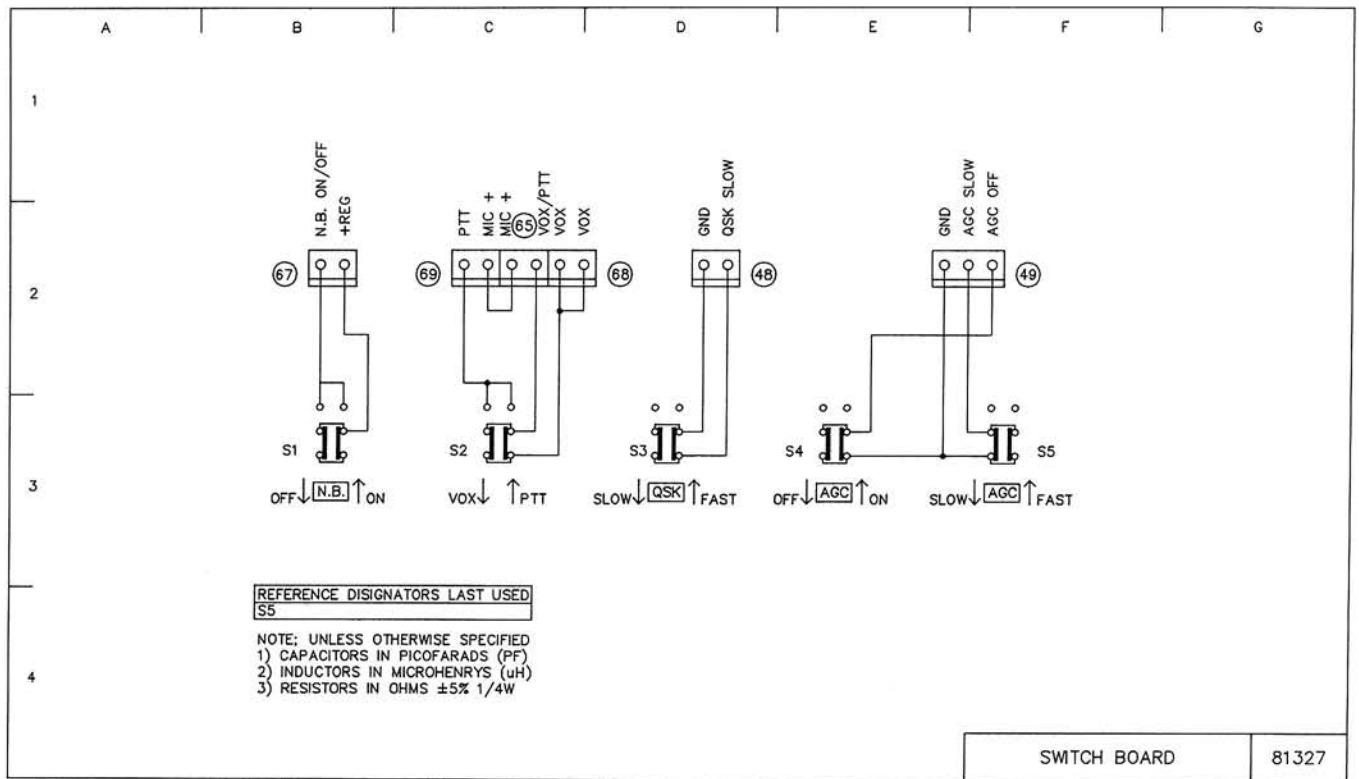 A B C D E F G
1
2
3
4
N.B. ON/OFF
+REG
67
PTT
MIC +
MIC +
65
VOX/PTT
VOX
VOX
69
68
GND
QSK SLOW
48
GND
AGC SLOW
AGC OFF
49
S1
OFF↓ N.B. ↑ON
S2
VOX↓ ↑PTT
S3
SLOW↓ QSK ↑FAST
S4
OFF↓ AGC ↑ON
S5
SLOW↓ AGC ↑FAST
REFERENCE DISIGNATORS LAST USED
S5
NOTE; UNLESS OTHERWISE SPECIFIED
1) CAPACITORS IN PICOFARADS (PF)
2) INDUCTORS IN MICROHENRYS (uH)
3) RESISTORS IN OHMS ±5% 1/4W
SWITCH BOARD 81327